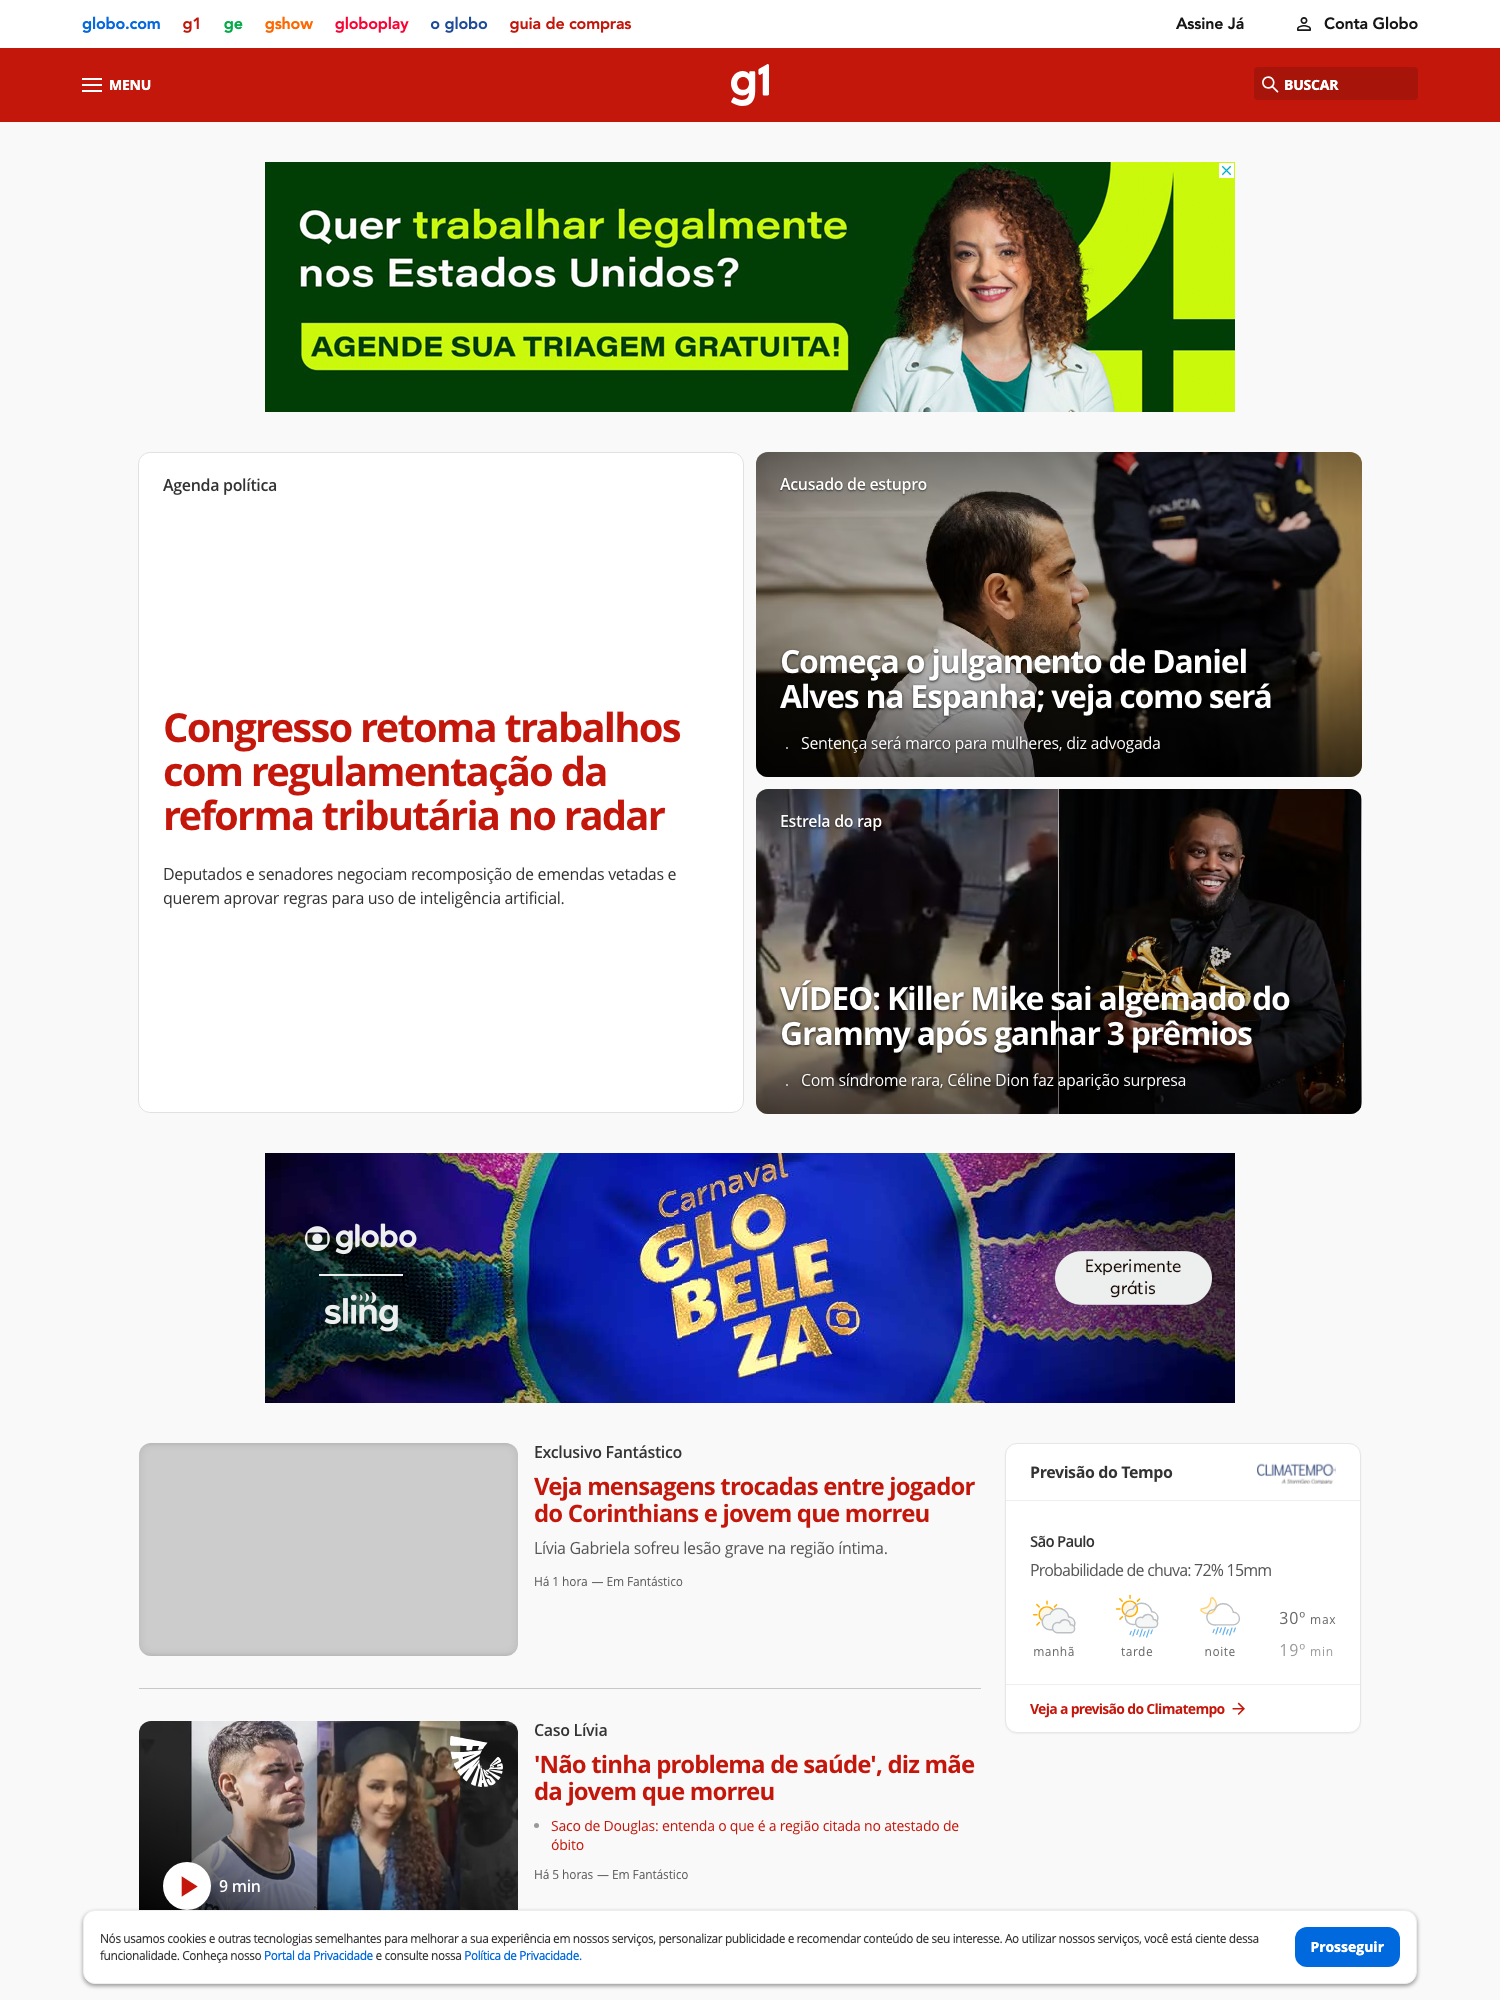 globo.com g1 ge gshow globoplay o globo guia de compras Assine Já Conta Globo
MENU g1 BUSCAR
Quer trabalhar legalmente
nos Estados Unidos?
AGENDE SUA TRIAGEM GRATUITA!
Agenda política
Congresso retoma trabalhos
com regulamentação da
reforma tributária no radar
Deputados e senadores negociam recomposição de emendas vetadas e
querem aprovar regras para uso de inteligência artificial.
Acusado de estupro
POLICIA
Começa o julgamento de Daniel
Alves na Espanha; veja como será
. Sentença será marco para mulheres, diz advogada
Estrela do rap
VÍDEO: Killer Mike sai algemado do
Grammy após ganhar 3 prêmios
. Com síndrome rara, Céline Dion faz aparição surpresa
globo
sling
Carnaval
GLO
BELE
ZA
Experimente
grátis
Exclusivo Fantástico
Veja mensagens trocadas entre jogador
do Corinthians e jovem que morreu
Lívia Gabriela sofreu lesão grave na região íntima.
Há 1 hora — Em Fantástico
Previsão do Tempo CLIMATEMPO
A StormGeo Company
São Paulo
Probabilidade de chuva: 72% 15mm
30º max
manhã tarde noite 19º min
Veja a previsão do Climatempo →
9 min
Caso Lívia
'Não tinha problema de saúde', diz mãe
da jovem que morreu
• Saco de Douglas: entenda o que é a região citada no atestado de
óbito
Há 5 horas — Em Fantástico
Nós usamos cookies e outras tecnologias semelhantes para melhorar a sua experiência em nossos serviços, personalizar publicidade e recomendar conteúdo de seu interesse. Ao utilizar nossos serviços, você está ciente dessa
funcionalidade. Conheça nosso Portal da Privacidade e consulte nossa Política de Privacidade.
Prosseguir